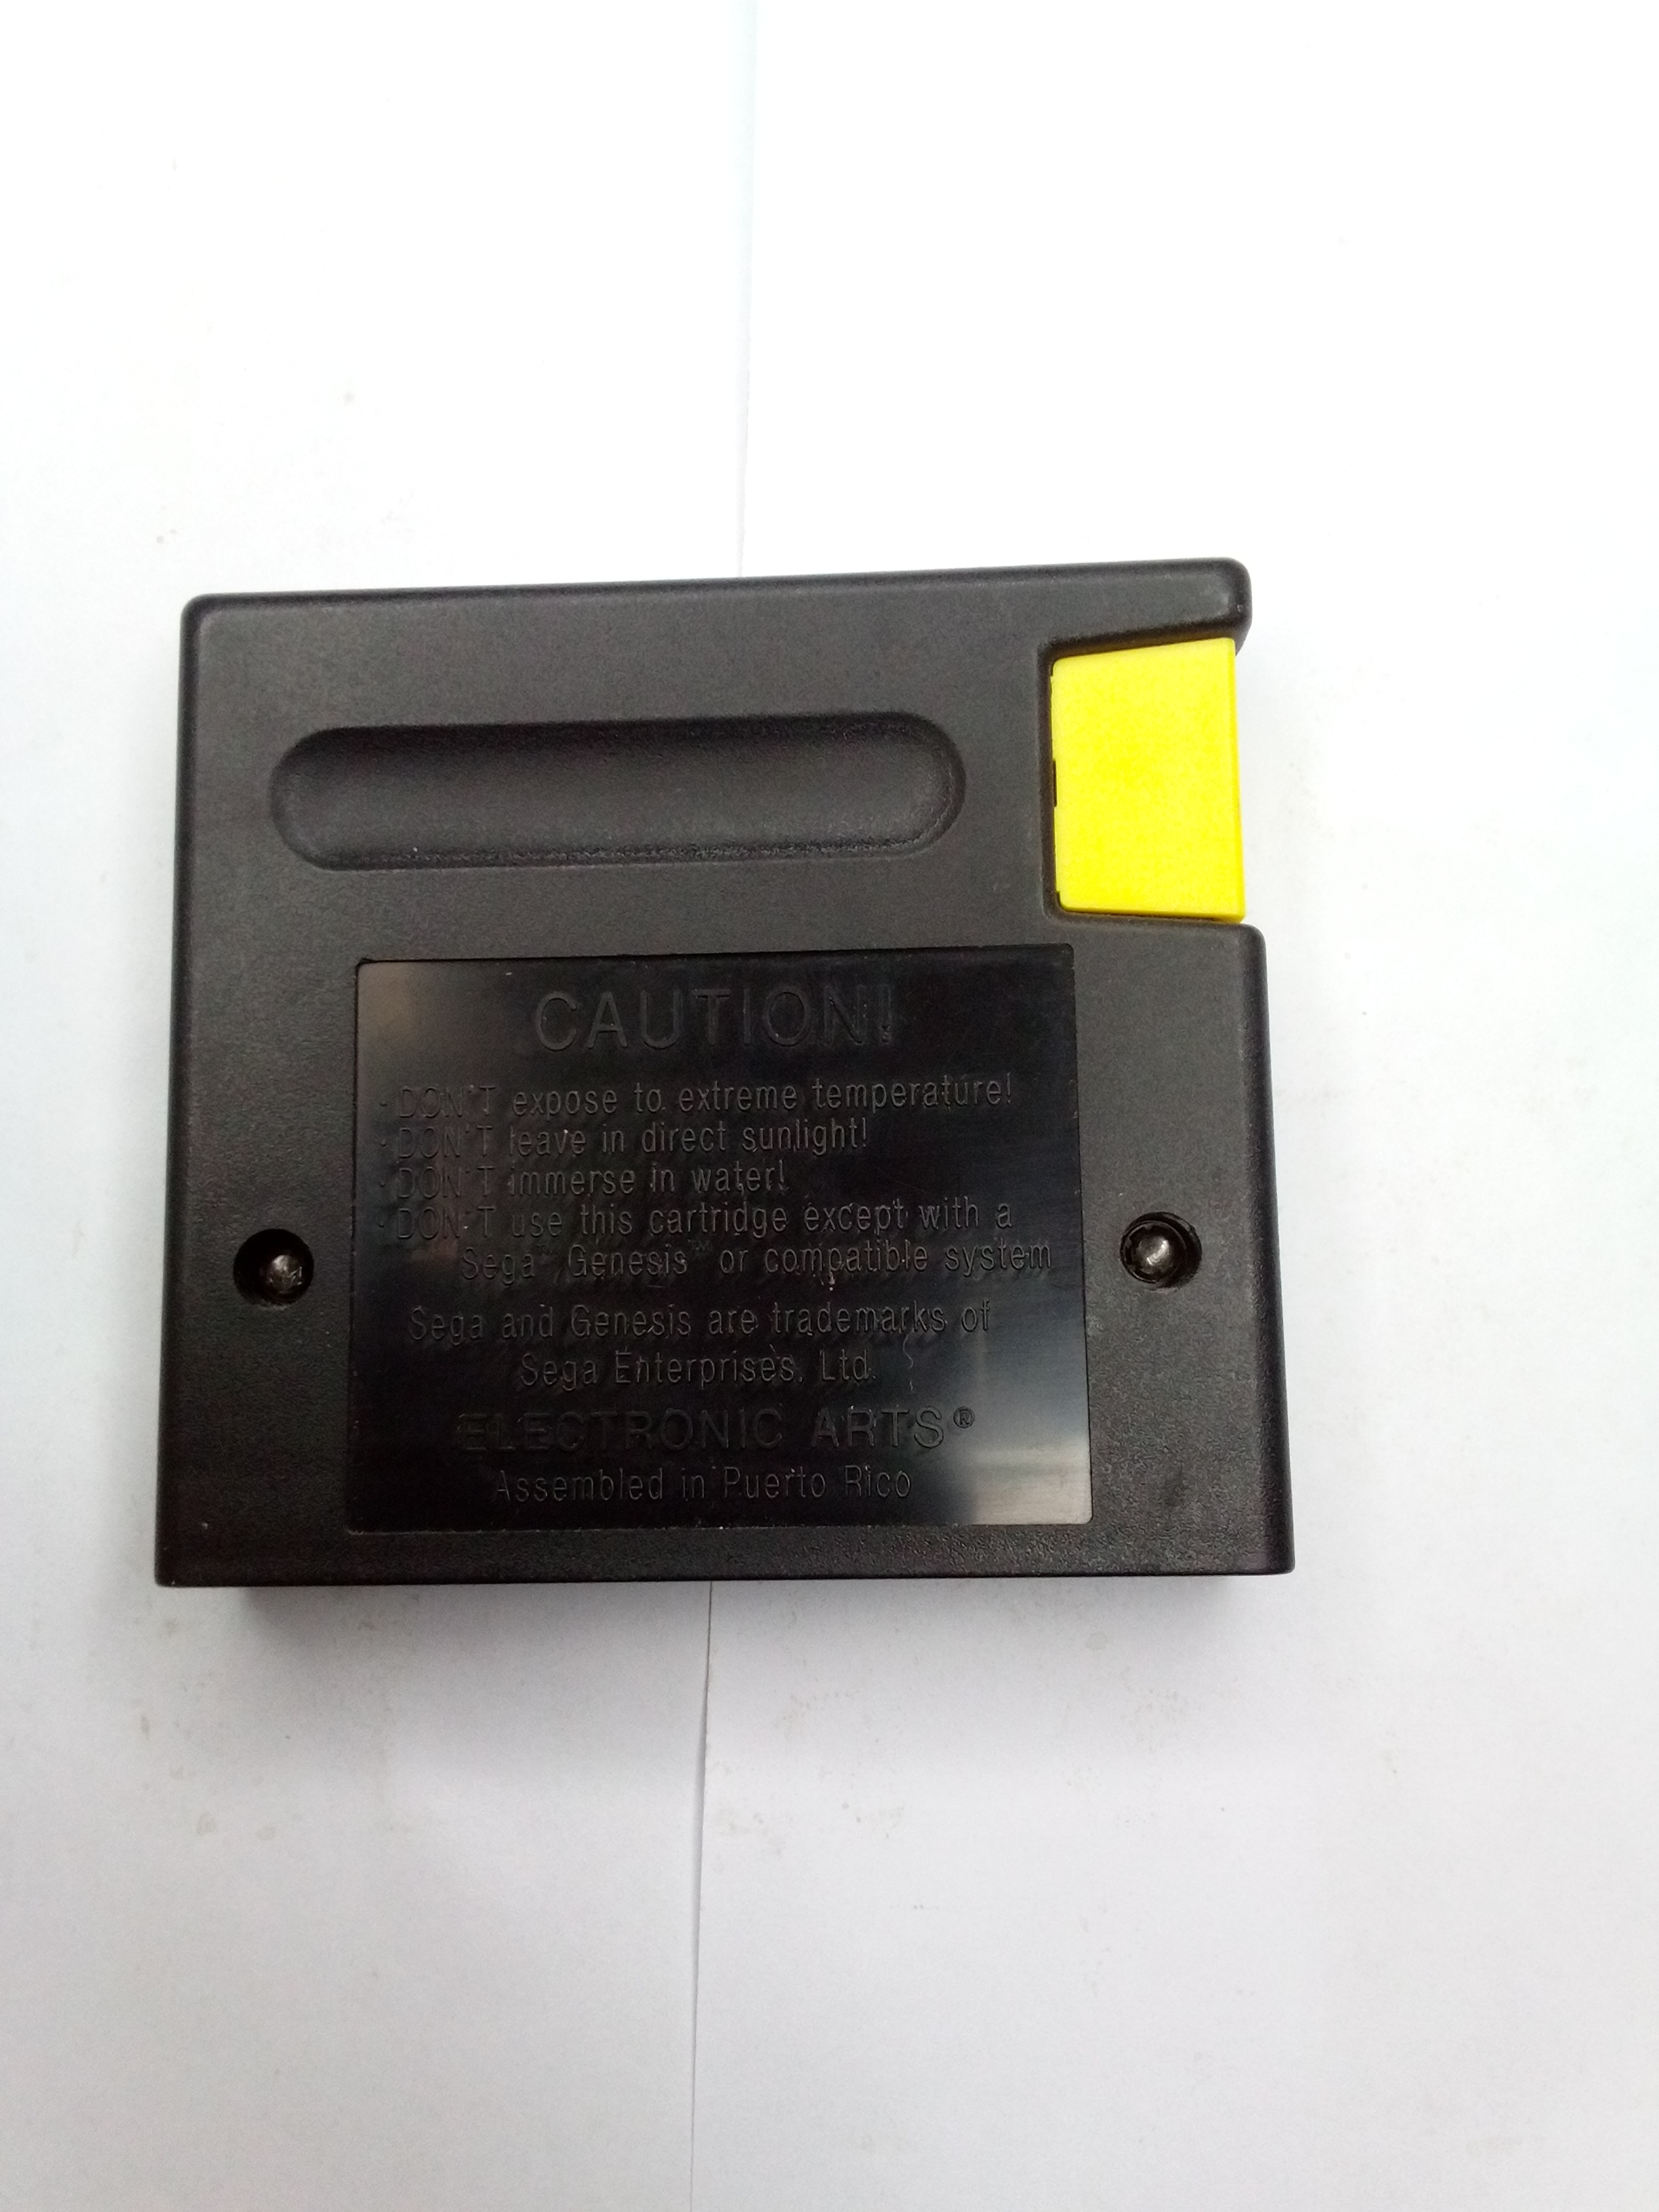 CAUTION!
· DON'T expose to extreme temperature!
· DON'T leave in direct sunlight!
· DON'T immerse in water!
· DON'T use this cartridge except with a
Sega™ Genesis™ or compatible system
Sega and Genesis are trademarks of
Sega Enterprises, Ltd.
ELECTRONIC ARTS®
Assembled in Puerto Rico